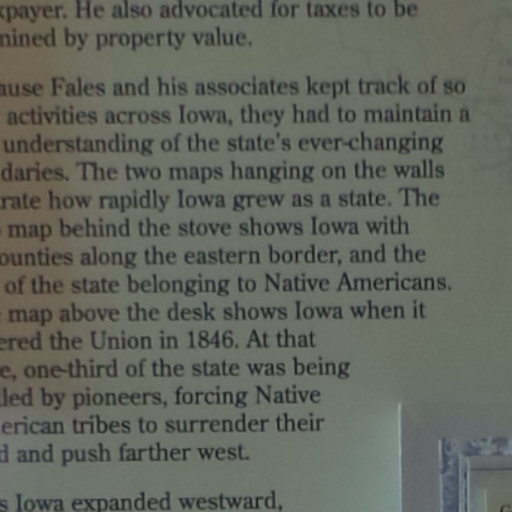 kpayer. He also advocated for taxes to be
mined by property value.
ause Fales and his associates kept track of so
activities across Iowa, they had to maintain a
understanding of the state's ever-changing
daries. The two maps hanging on the walls
rate how rapidly Iowa grew as a state. The
map behind the stove shows Iowa with
ounties along the eastern border, and the
of the state belonging to Native Americans.
map above the desk shows Iowa when it
ered the Union in 1846. At that
e, one-third of the state was being
led by pioneers, forcing Native
erican tribes to surrender their
d and push farther west.
s Iowa expanded westward,